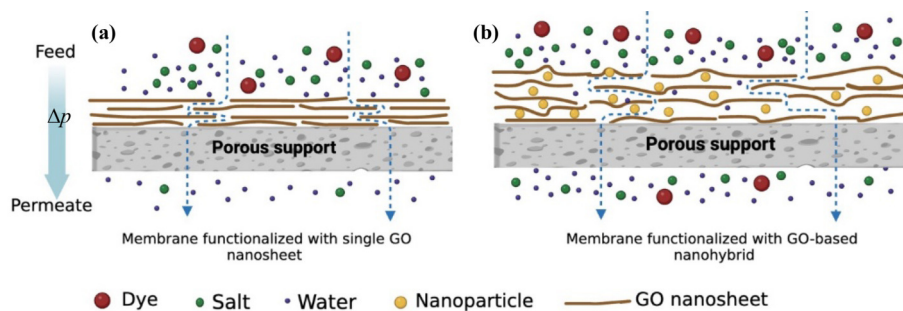 (a)
(b)
Feed
Δp
Porous support
Porous support
Permeate
Membrane functionalized with single GO
nanosheet
Membrane functionalized with GO-based
nanohybrid
Dye
Salt
Water
Nanoparticle
GO nanosheet